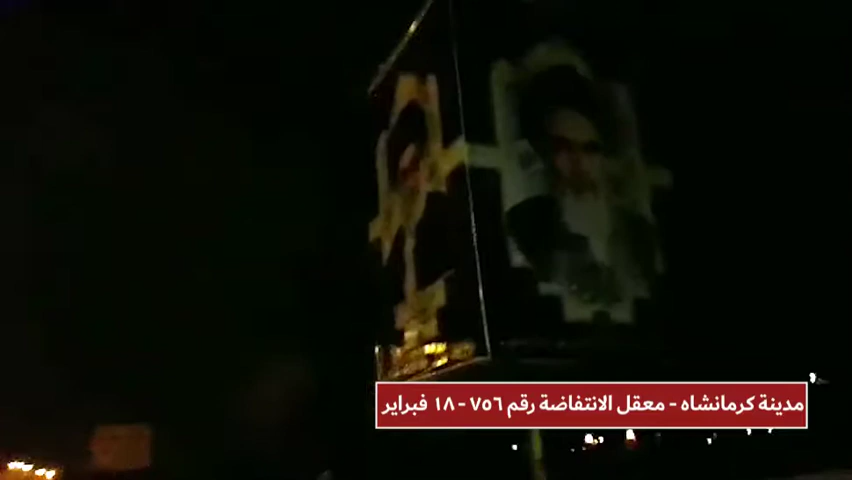 مدينة كرمانشاه - معقل الانتفاضة رقم ٧٥٦ - ١٨ فبراير